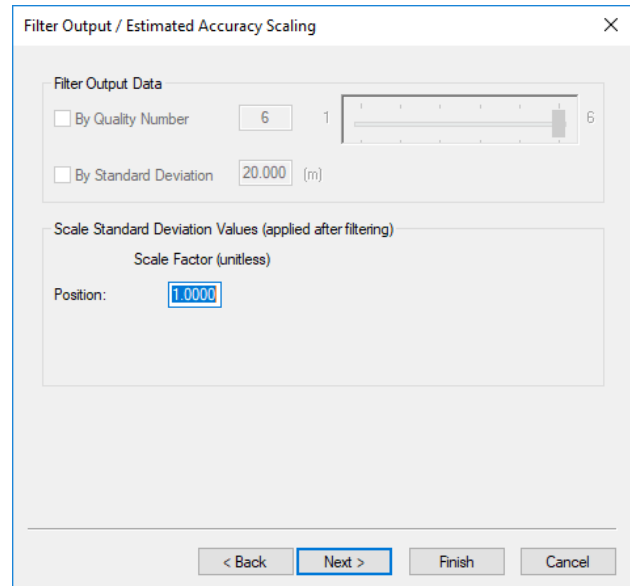 Filter Output / Estimated Accuracy Scaling
Filter Output Data
By Quality Number 6 1 6
By Standard Deviation 20.000 (m)
Scale Standard Deviation Values (applied after filtering)
Scale Factor (unitless)
Position: 1.0000
< Back Next > Finish Cancel